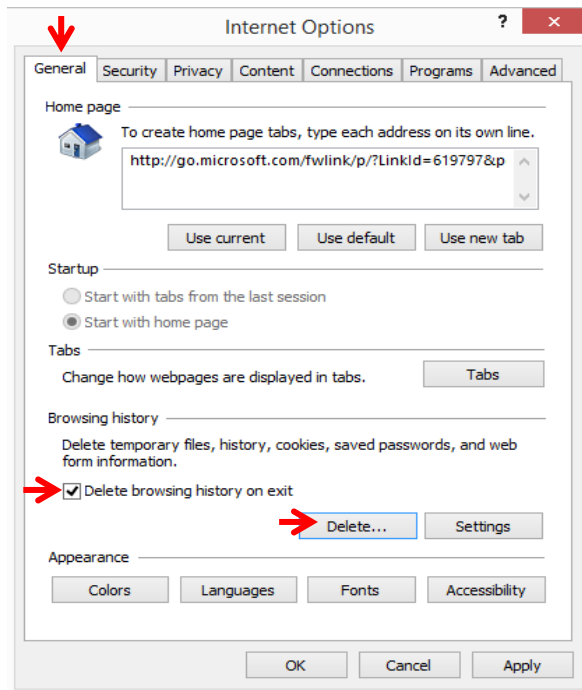 Internet Options ?
General Security Privacy Content Connections Programs Advanced
Home page
To create home page tabs, type each address on its own line.
http://go.microsoft.com/fwlink/p/?LinkId=619797&p
Use current Use default Use new tab
Startup
Start with tabs from the last session
Start with home page
Tabs
Change how webpages are displayed in tabs. Tabs
Browsing history
Delete temporary files, history, cookies, saved passwords, and web
form information.
Delete browsing history on exit
Delete... Settings
Appearance
Colors Languages Fonts Accessibility
OK Cancel Apply